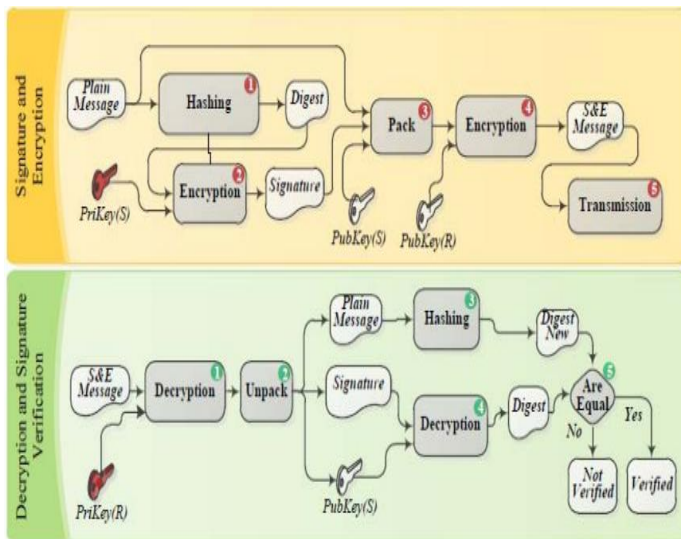 Signature and
Encryption
Plain
Message
Hashing
1
Digest
Pack
3
Encryption
4
S&E
Message
PriKey(S)
Encryption
2
Signature
PubKey(S)
PubKey(R)
Transmission
5
Decryption and Signature
Verification
S&E
Message
PriKey(R)
Decryption
1
Unpack
2
Plain
Message
Hashing
3
Digest
New
Signature
Decryption
4
Digest
PubKey(S)
Are
Equal
5
No
Yes
Not
Verified
Verified